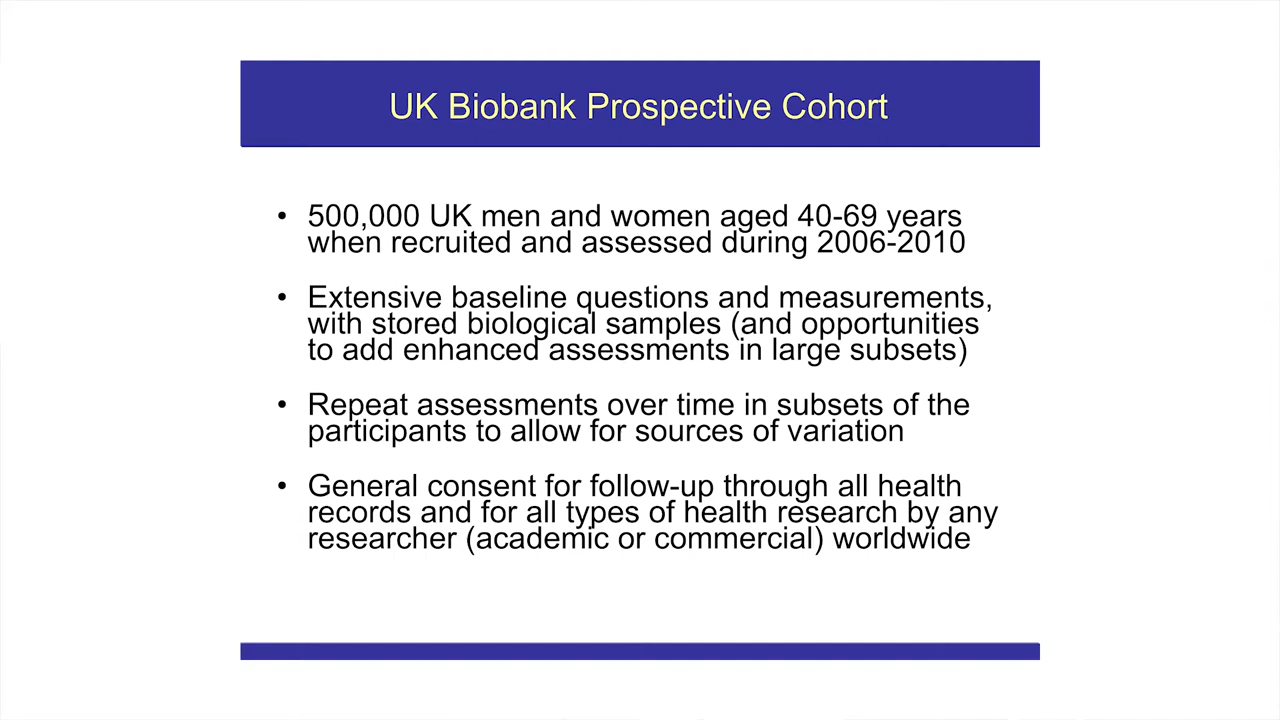 UK Biobank Prospective Cohort
• 500,000 UK men and women aged 40-69 years
when recruited and assessed during 2006-2010
• Extensive baseline questions and measurements,
with stored biological samples (and opportunities
to add enhanced assessments in large subsets)
• Repeat assessments over time in subsets of the
participants to allow for sources of variation
• General consent for follow-up through all health
records and for all types of health research by any
researcher (academic or commercial) worldwide